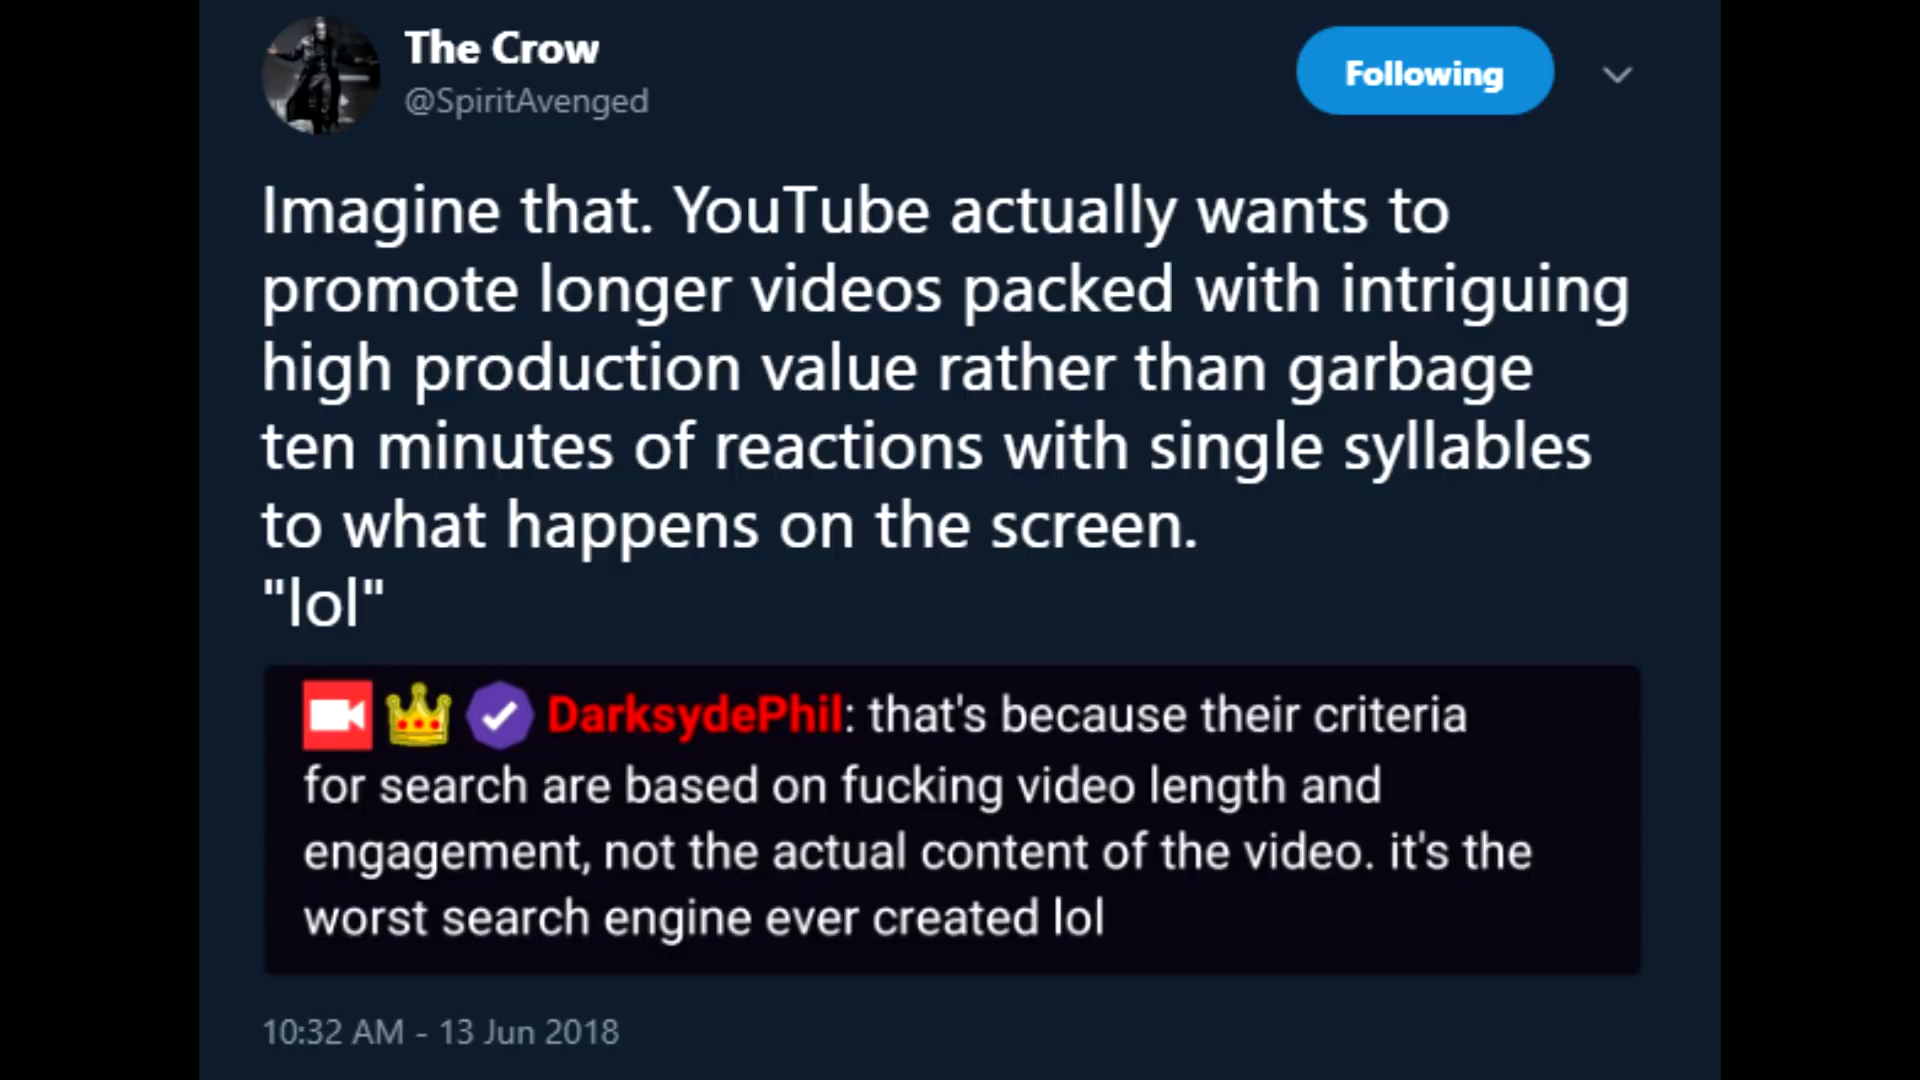 The Crow
@SpiritAvenged
Following
Imagine that. YouTube actually wants to
promote longer videos packed with intriguing
high production value rather than garbage
ten minutes of reactions with single syllables
to what happens on the screen.
"lol"
DarksydePhil: that's because their criteria
for search are based on fucking video length and
engagement, not the actual content of the video. it's the
worst search engine ever created lol
10:32 AM - 13 Jun 2018